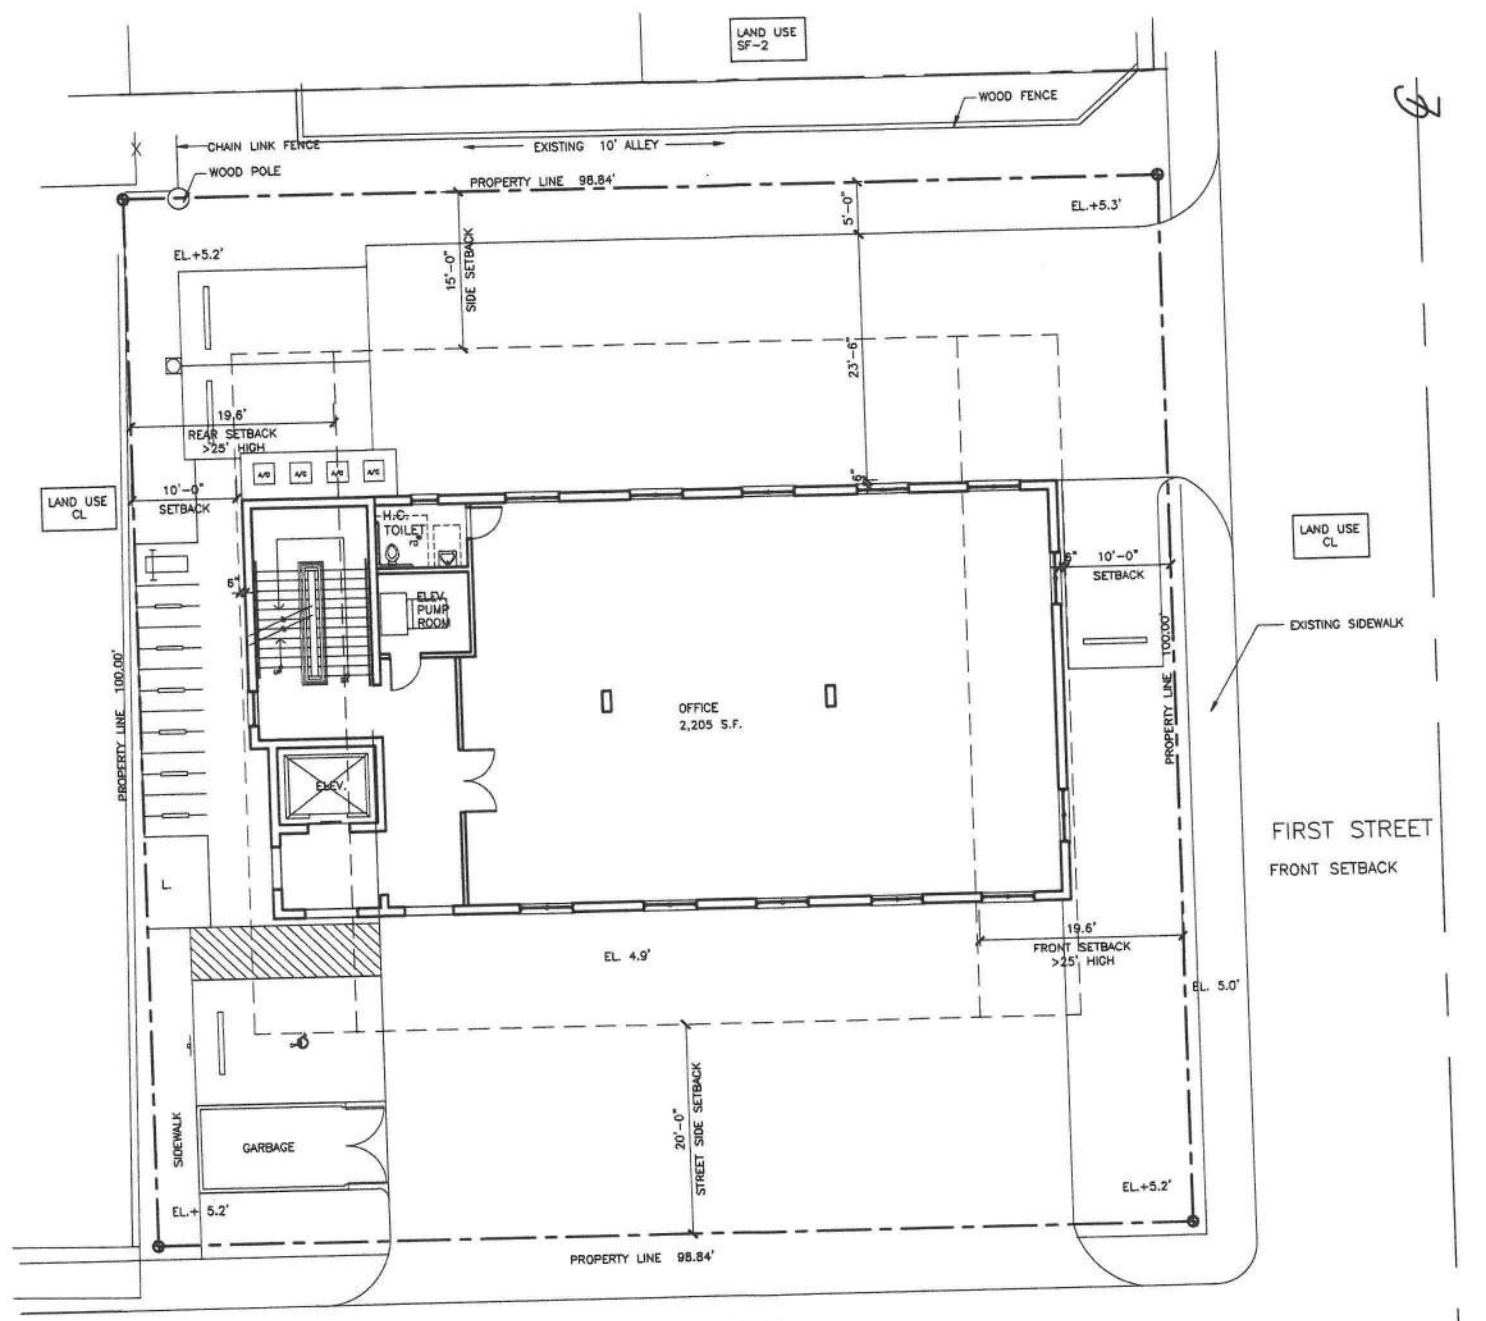 LAND USE
SF-2
WOOD FENCE
CHAIN LINK FENCE
EXISTING 10' ALLEY
WOOD POLE
PROPERTY LINE 98.84'
5'-0"
EL.+5.3'
EL.+5.2'
15'-0"
SIDE SETBACK
23'-6"
19.6'
REAR SETBACK
>25' HIGH
A/C
A/C
A/C
A/C
6"
10'-0"
SETBACK
LAND USE
CL
H.C.
TOILET
LAND USE
CL
6"
10'-0"
SETBACK
6"
ELEV.
PUMP
ROOM
EXISTING SIDEWALK
PROPERTY LINE 100.00'
PROPERTY LINE 100.00'
OFFICE
2,205 S.F.
ELEV.
FIRST STREET
FRONT SETBACK
L
19.6'
FRONT SETBACK
>25' HIGH
EL. 4.9'
EL. 5.0'
20'-0"
STREET SIDE SETBACK
SIDEWALK
GARBAGE
EL.+5.2'
EL.+ 5.2'
PROPERTY LINE 98.84'